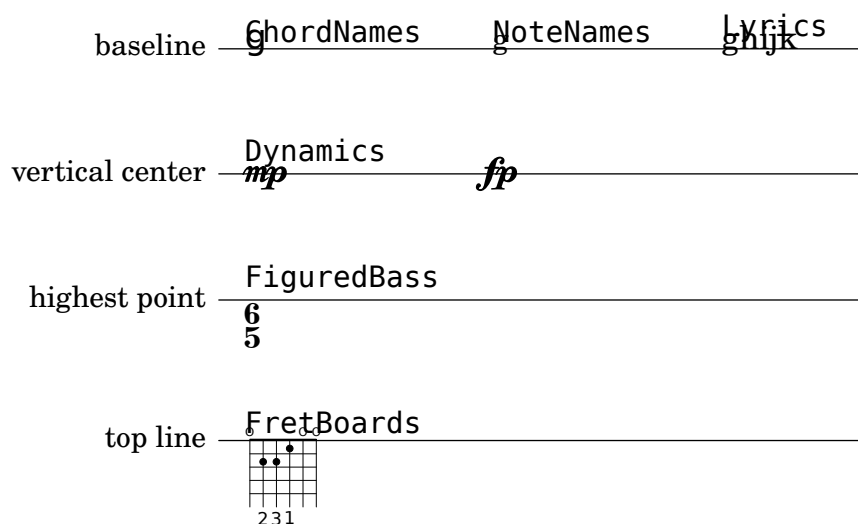 ChordNames NoteNames Lyrics
baseline g g ghijk
Dynamics
vertical center mp fp
FiguredBass
highest point
6
5
FretBoards
top line
o o o
231